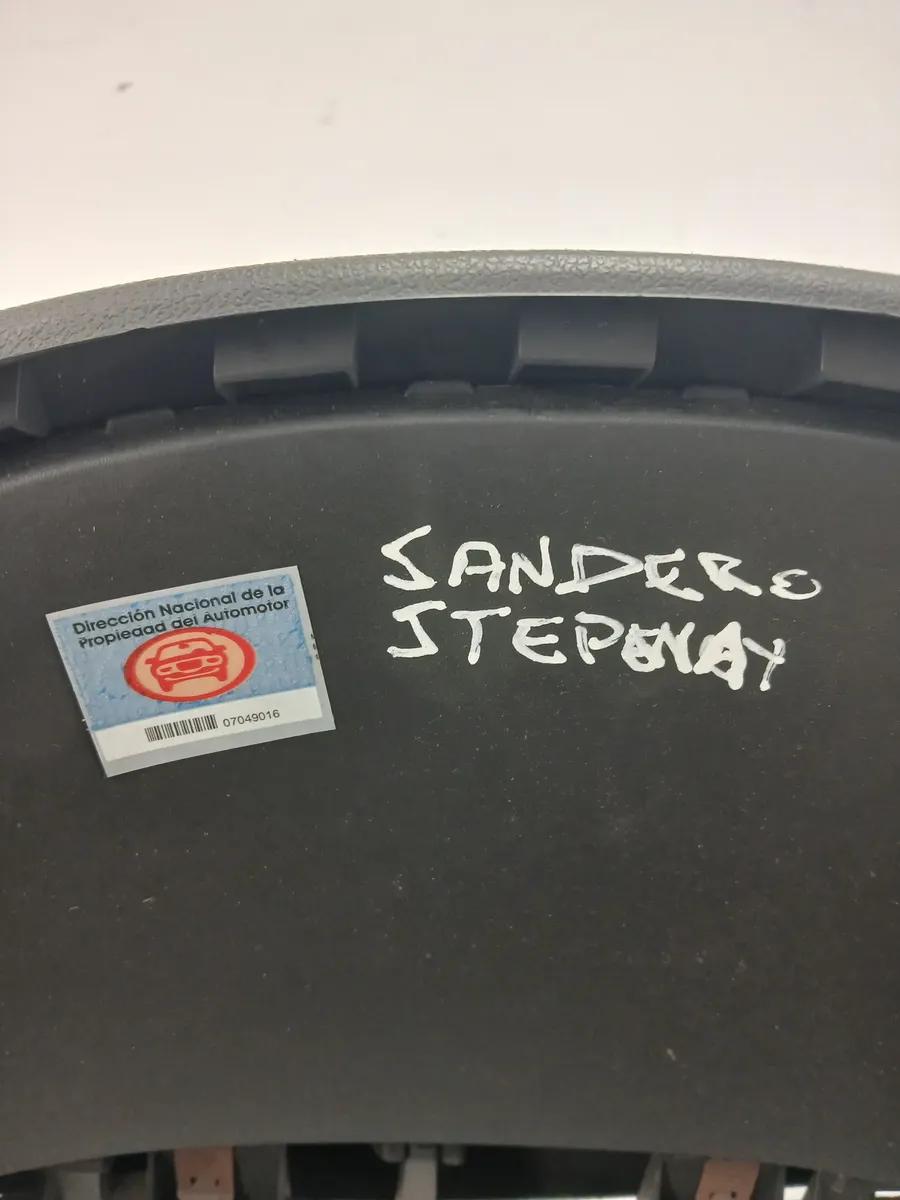 SANDERO
STEPWAY
Dirección Nacional de la
Propiedad del Automotor
07049016